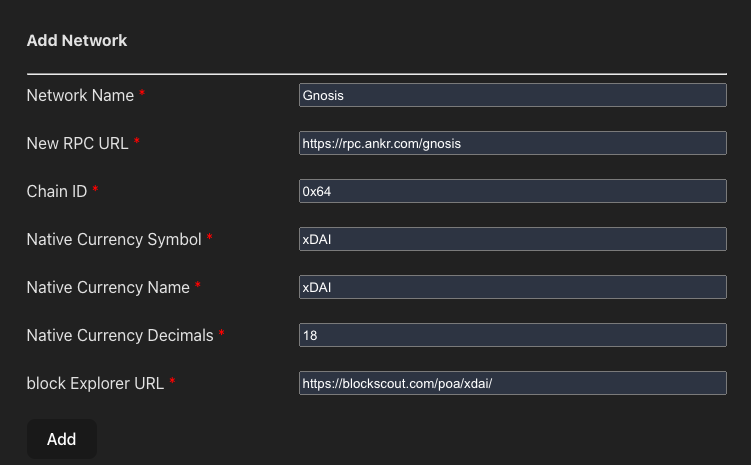 Add Network
Network Name * Gnosis
New RPC URL * https://rpc.ankr.com/gnosis
Chain ID * 0x64
Native Currency Symbol * xDAI
Native Currency Name * xDAI
Native Currency Decimals * 18
block Explorer URL * https://blockscout.com/poa/xdai/
Add